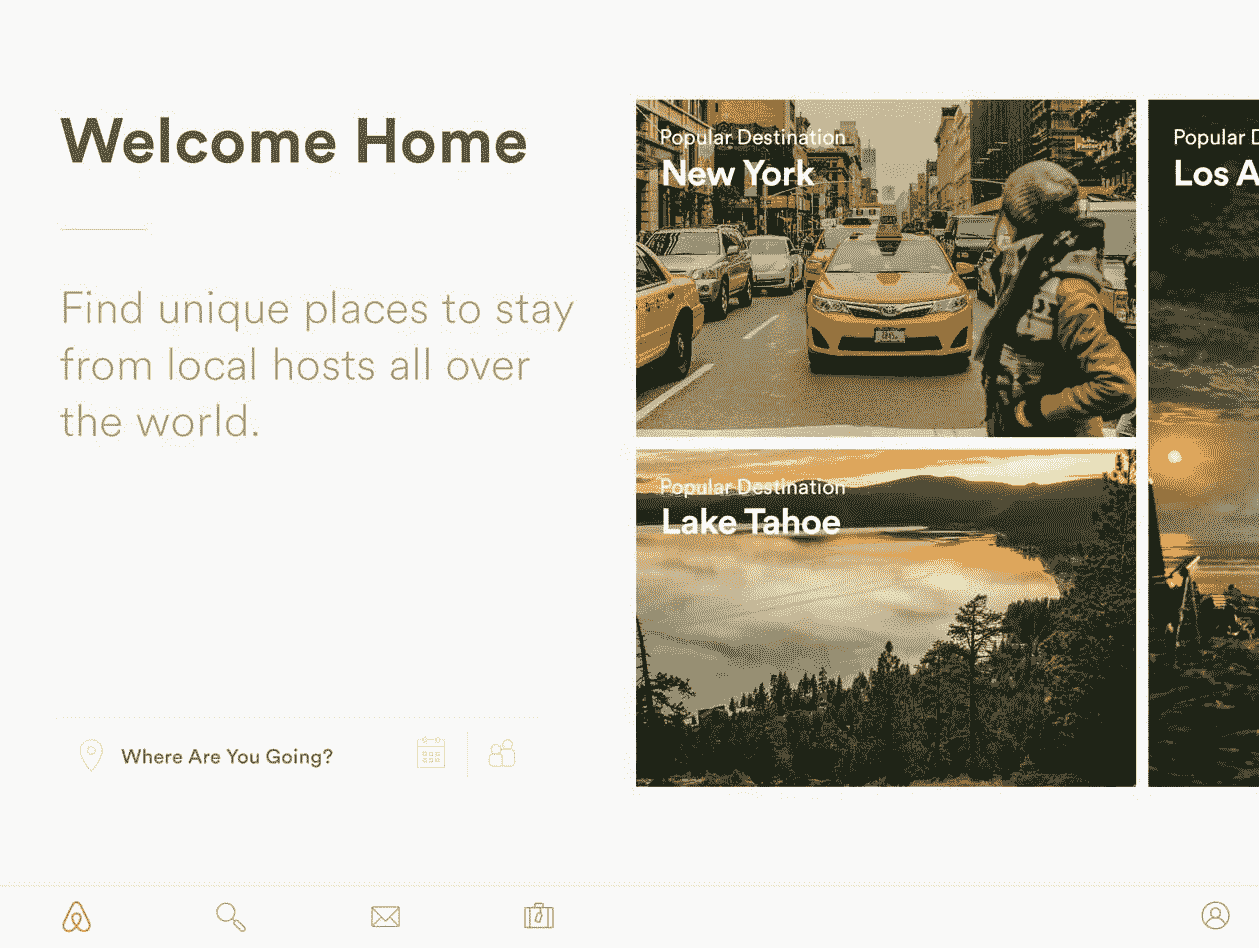 Welcome Home
Find unique places to stay
from local hosts all over
the world.
Where Are You Going?
Popular Destination
New York
Popular Destination
Lake Tahoe
Popular D
Los A